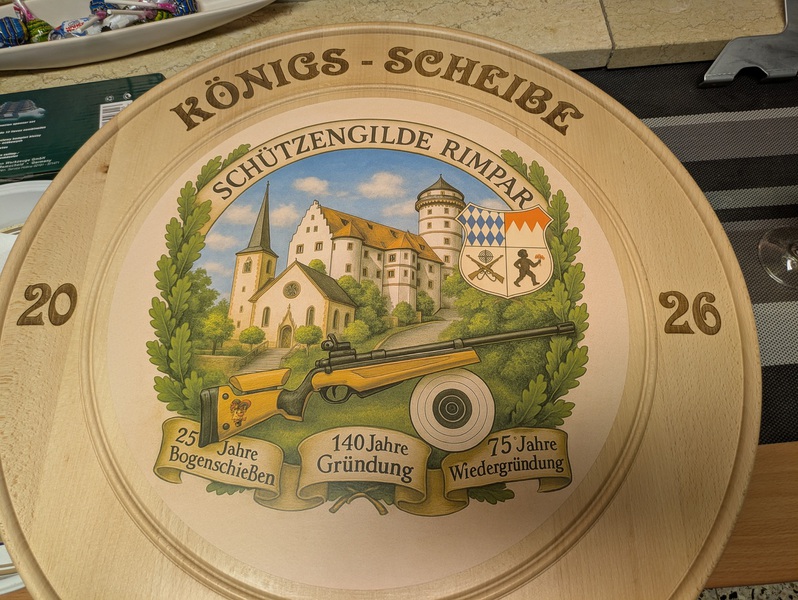 KÖNIGS - SCHEIBE
SCHÜTZENGILDE RIMPAR
20 26
25 Jahre
Bogenschießen
140 Jahre
Gründung
75 Jahre
Wiedergründung